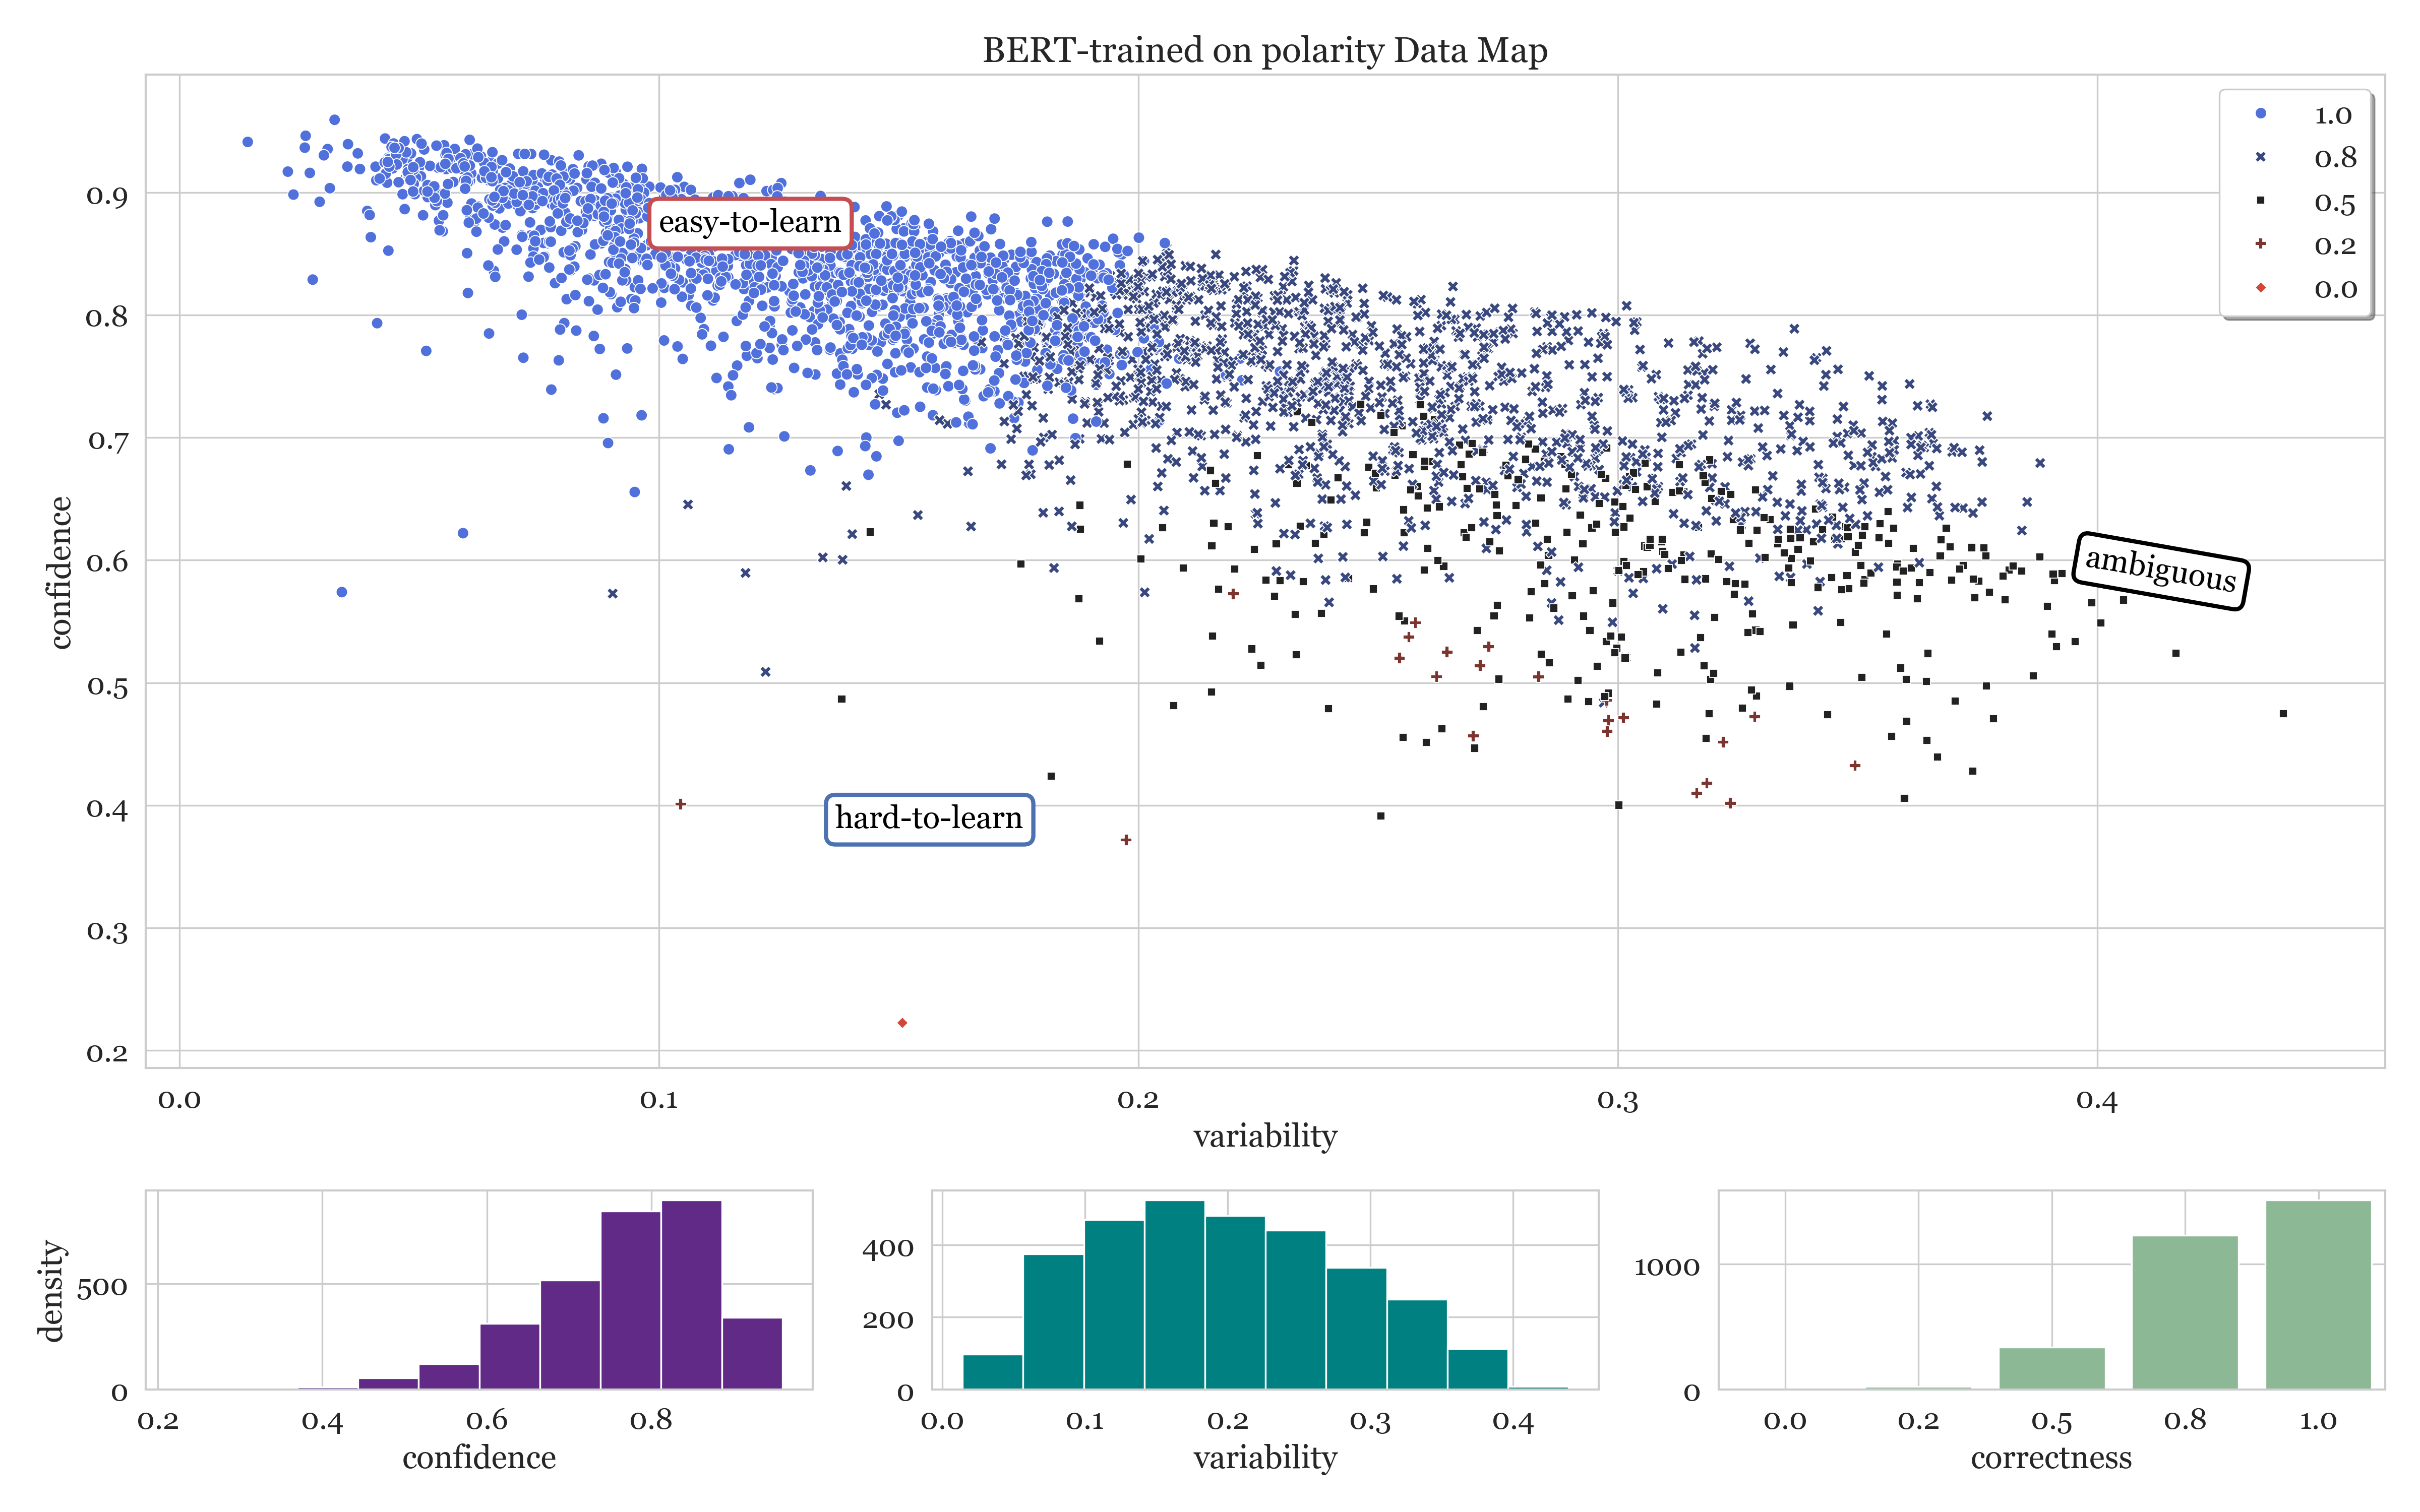 BERT-trained on polarity Data Map
1.0
0.8
0.5
0.2
0.0
easy-to-learn
ambiguous
hard-to-learn
confidence
0.9
0.8
0.7
0.6
0.5
0.4
0.3
0.2
0.0 0.1 0.2 0.3 0.4
variability
density
500
0
0.2 0.4 0.6 0.8
confidence
400
200
0
0.0 0.1 0.2 0.3 0.4
variability
1000
0
0.0 0.2 0.5 0.8 1.0
correctness